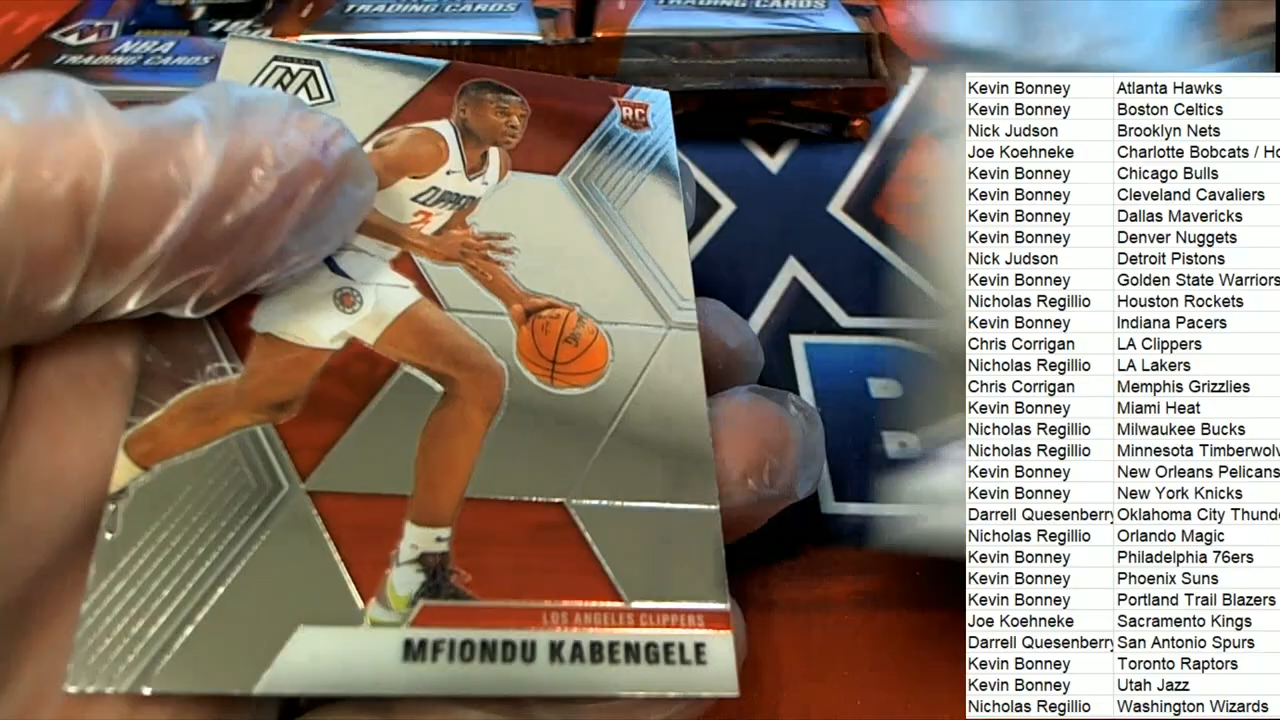 TRADING CARDS
TRADING CARDS
NBA
TRADING CARDS
RC
CLIPPERS
LOS ANGELES CLIPPERS
MFIONDU KABENGELE
Kevin Bonney Atlanta Hawks
Kevin Bonney Boston Celtics
Nick Judson Brooklyn Nets
Joe Koehneke Charlotte Bobcats / Ho
Kevin Bonney Chicago Bulls
Kevin Bonney Cleveland Cavaliers
Kevin Bonney Dallas Mavericks
Kevin Bonney Denver Nuggets
Nick Judson Detroit Pistons
Kevin Bonney Golden State Warriors
Nicholas Regillio Houston Rockets
Kevin Bonney Indiana Pacers
Chris Corrigan LA Clippers
Nicholas Regillio LA Lakers
Chris Corrigan Memphis Grizzlies
Kevin Bonney Miami Heat
Nicholas Regillio Milwaukee Bucks
Nicholas Regillio Minnesota Timberwolv
Kevin Bonney New Orleans Pelicans
Kevin Bonney New York Knicks
Darrell Quesenberry Oklahoma City Thund
Nicholas Regillio Orlando Magic
Kevin Bonney Philadelphia 76ers
Kevin Bonney Phoenix Suns
Kevin Bonney Portland Trail Blazers
Joe Koehneke Sacramento Kings
Darrell Quesenberry San Antonio Spurs
Kevin Bonney Toronto Raptors
Kevin Bonney Utah Jazz
Nicholas Regillio Washington Wizards